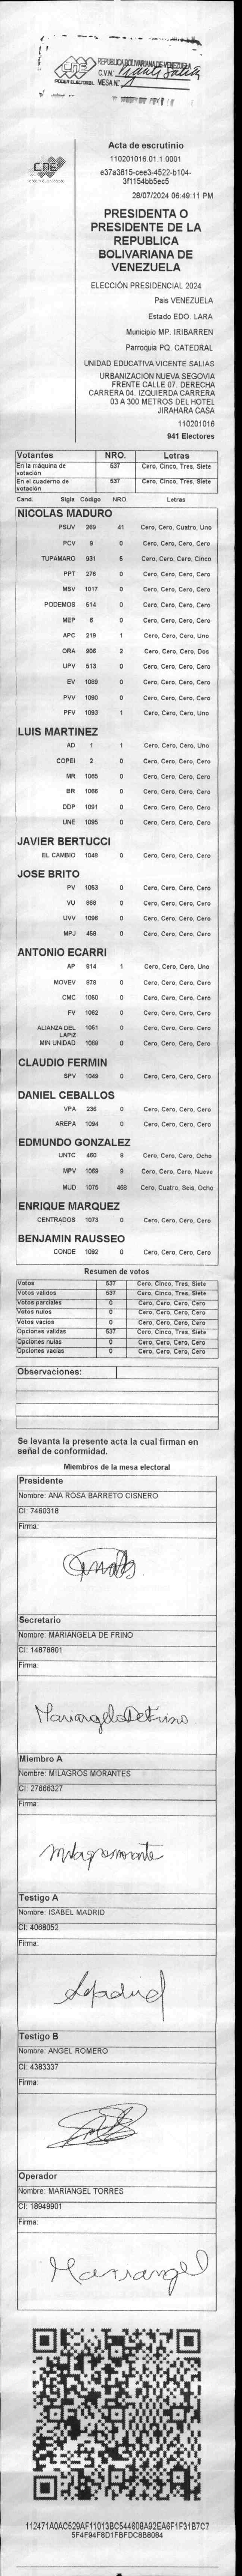 CNE
PODER ELECTORAL
REPUBLICA BOLIVARIANA DE VENEZUELA
C.V.N: Vicente Salias
MESA N: 1
CNE
Acta de escrutinio
110201016.01.1.0001
e37a3815-cee3-4522-b104-
3f1154bb5ec5
28/07/2024 06:49:11 PM
PRESIDENTA O
PRESIDENTE DE LA
REPUBLICA
BOLIVARIANA DE
VENEZUELA
ELECCIÓN PRESIDENCIAL 2024
Pais VENEZUELA
Estado EDO. LARA
Municipio MP. IRIBARREN
Parroquia PQ. CATEDRAL
UNIDAD EDUCATIVA VICENTE SALIAS
URBANIZACION NUEVA SEGOVIA
FRENTE CALLE 07. DERECHA
CARRERA 04. IZQUIERDA CARRERA
03 A 300 METROS DEL HOTEL
JIRAHARA CASA
110201016
941 Electores
Votantes NRO. Letras
En la máquina de votación 537 Cero, Cinco, Tres, Siete
En el cuaderno de votación 537 Cero, Cinco, Tres, Siete
Cand. Sigla Código NRO. Letras
NICOLAS MADURO
PSUV 269 41 Cero, Cero, Cuatro, Uno
PCV 9 0 Cero, Cero, Cero, Cero
TUPAMARO 931 5 Cero, Cero, Cero, Cinco
PPT 276 0 Cero, Cero, Cero, Cero
MSV 1017 0 Cero, Cero, Cero, Cero
PODEMOS 514 0 Cero, Cero, Cero, Cero
MEP 6 0 Cero, Cero, Cero, Cero
APC 219 1 Cero, Cero, Cero, Uno
ORA 906 2 Cero, Cero, Cero, Dos
UPV 513 0 Cero, Cero, Cero, Cero
EV 1089 0 Cero, Cero, Cero, Cero
PVV 1090 0 Cero, Cero, Cero, Cero
PFV 1093 1 Cero, Cero, Cero, Uno
LUIS MARTINEZ
AD 1 1 Cero, Cero, Cero, Uno
COPEI 2 0 Cero, Cero, Cero, Cero
MR 1065 0 Cero, Cero, Cero, Cero
BR 1066 0 Cero, Cero, Cero, Cero
DDP 1091 0 Cero, Cero, Cero, Cero
UNE 1095 0 Cero, Cero, Cero, Cero
JAVIER BERTUCCI
EL CAMBIO 1048 0 Cero, Cero, Cero, Cero
JOSE BRITO
PV 1053 0 Cero, Cero, Cero, Cero
VU 968 0 Cero, Cero, Cero, Cero
UVV 1096 0 Cero, Cero, Cero, Cero
MPJ 458 0 Cero, Cero, Cero, Cero
ANTONIO ECARRI
AP 814 1 Cero, Cero, Cero, Uno
MOVEV 878 0 Cero, Cero, Cero, Cero
CMC 1050 0 Cero, Cero, Cero, Cero
FV 1062 0 Cero, Cero, Cero, Cero
ALIANZA DEL LAPIZ 1051 0 Cero, Cero, Cero, Cero
MIN UNIDAD 1069 0 Cero, Cero, Cero, Cero
CLAUDIO FERMIN
SPV 1049 0 Cero, Cero, Cero, Cero
DANIEL CEBALLOS
VPA 236 0 Cero, Cero, Cero, Cero
AREPA 1094 0 Cero, Cero, Cero, Cero
EDMUNDO GONZALEZ
UNTC 460 8 Cero, Cero, Cero, Ocho
MPV 1069 9 Cero, Cero, Cero, Nueve
MUD 1075 468 Cero, Cuatro, Seis, Ocho
ENRIQUE MARQUEZ
CENTRADOS 1073 0 Cero, Cero, Cero, Cero
BENJAMIN RAUSSEO
CONDE 1092 0 Cero, Cero, Cero, Cero
Resumen de votos
Votos 537 Cero, Cinco, Tres, Siete
Votos validos 537 Cero, Cinco, Tres, Siete
Votos parciales 0 Cero, Cero, Cero, Cero
Votos nulos 0 Cero, Cero, Cero, Cero
Votos vacios 0 Cero, Cero, Cero, Cero
Opciones validas 537 Cero, Cinco, Tres, Siete
Opciones nulas 0 Cero, Cero, Cero, Cero
Opciones vacias 0 Cero, Cero, Cero, Cero
Observaciones:
Se levanta la presente acta la cual firman en
señal de conformidad.
Miembros de la mesa electoral
Presidente
Nombre: ANA ROSA BARRETO CISNERO
CI: 7460318
Firma:
Secretario
Nombre: MARIANGELA DE FRINO
CI: 14878801
Firma:
Mariangela De Frino
Miembro A
Nombre: MILAGROS MORANTES
CI: 27666327
Firma:
milagros morante
Testigo A
Nombre: ISABEL MADRID
CI: 4068052
Firma:
Testigo B
Nombre: ANGEL ROMERO
CI: 4383337
Firma:
Operador
Nombre: MARIANGEL TORRES
CI: 18949901
Firma:
Mariangel
112471A0AC529AF11013BC544608A92EA6F1F31B7C7
5F4F94F8D1FBFDC8B80B4